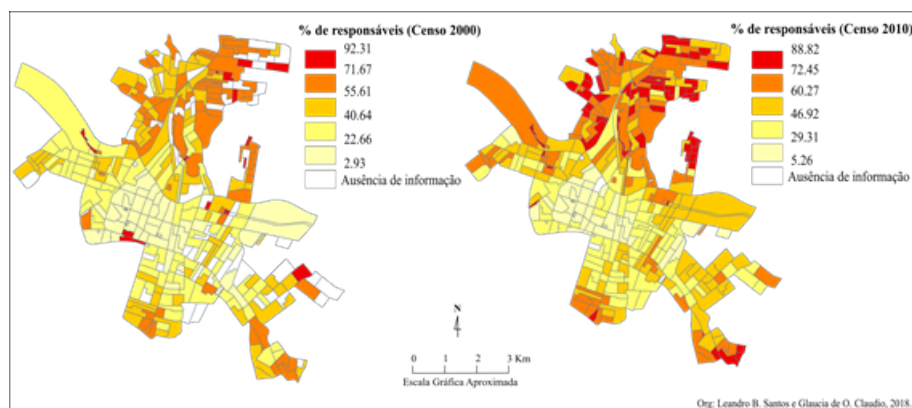 % de responsáveis (Censo 2000)
92.31
71.67
55.61
40.64
22.66
2.93
Ausência de informação
% de responsáveis (Censo 2010)
88.82
72.45
60.27
46.92
29.31
5.26
Ausência de informação
N
0 1 2 3 Km
Escala Gráfica Aproximada
Org: Leandro B. Santos e Glaucia de O. Claudio, 2018.